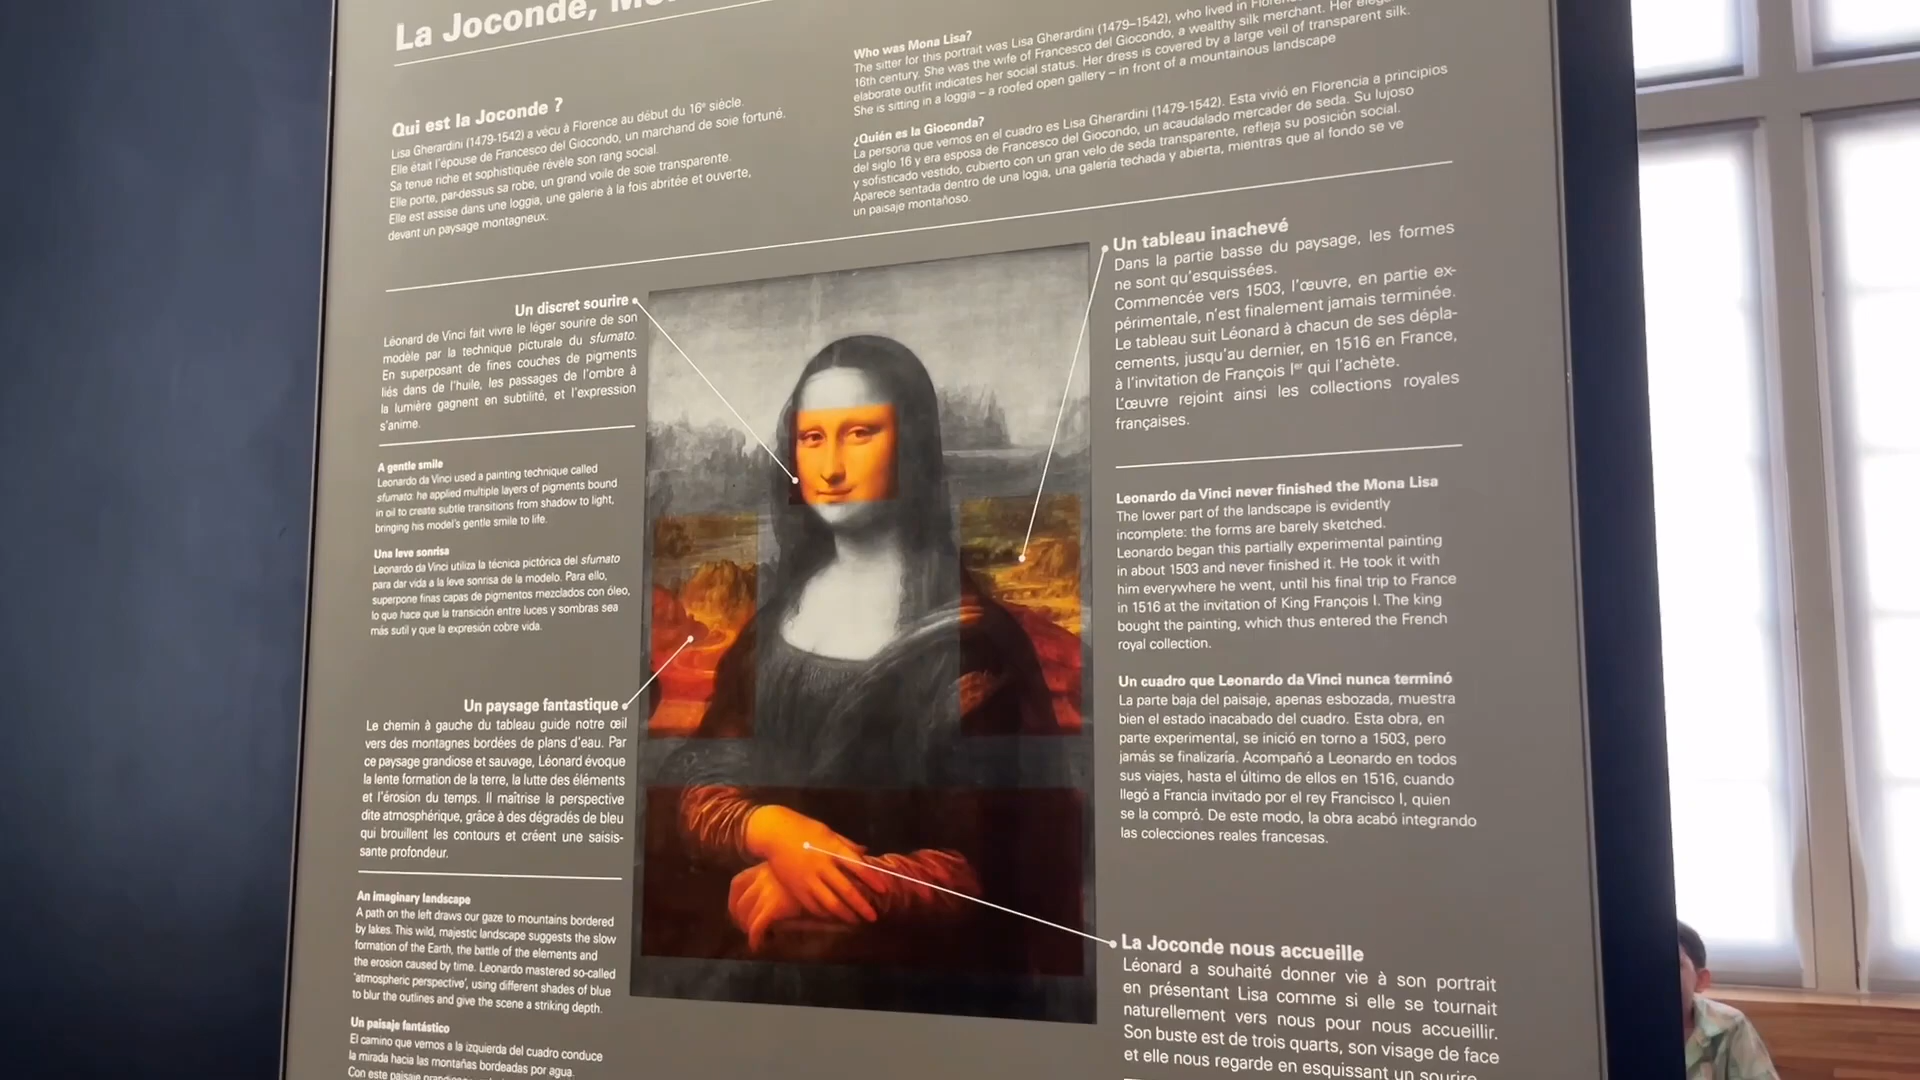 La Joconde,
Qui est la Joconde ?
Lisa Gherardini (1479-1542) a vécu à Florence au début du 16e siècle.
Elle était l'épouse de Francesco del Giocondo, un marchand de soie fortuné.
Sa tenue riche et sophistiquée révèle son rang social.
Elle porte, par-dessus sa robe, un grand voile de soie transparente.
Elle est assise dans une loggia, une galerie à la fois abritée et ouverte,
devant un paysage montagneux.
Who was Mona Lisa?
The sitter for this portrait was Lisa Gherardini (1479–1542), who lived in
16th century. She was the wife of Francesco del Giocondo, a wealthy silk merchant. Her
elaborate outfit indicates her social status. Her dress is covered by a large veil of transparent silk.
She is sitting in a loggia – a roofed open gallery – in front of a mountainous landscape
¿Quién es la Gioconda?
La persona que vemos en el cuadro es Lisa Gherardini (1479-1542). Esta vivió en Florencia a principios
del siglo 16 y era esposa de Francesco del Giocondo, un acaudalado mercader de seda. Su lujoso
y sofisticado vestido, cubierto con un gran velo de seda transparente, refleja su posición social.
Aparece sentada dentro de una logia, una galería techada y abierta, mientras que al fondo se ve
un paisaje montañoso.
Un discret sourire
Léonard de Vinci fait vivre le léger sourire de son
modèle par la technique picturale du sfumato.
En superposant de fines couches de pigments
liés dans de l'huile, les passages de l'ombre à
la lumière gagnent en subtilité, et l'expression
s'anime.
A gentle smile
Leonardo da Vinci used a painting technique called
sfumato: he applied multiple layers of pigments bound
in oil to create subtle transitions from shadow to light,
bringing his model's gentle smile to life.
Una leve sonrisa
Leonardo da Vinci utiliza la técnica pictórica del sfumato
para dar vida a la leve sonrisa de la modelo. Para ello,
superpone finas capas de pigmentos mezclados con óleo,
lo que hace que la transición entre luces y sombras sea
más sutil y que la expresión cobre vida.
Un paysage fantastique
Le chemin à gauche du tableau guide notre œil
vers des montagnes bordées de plans d'eau. Par
ce paysage grandiose et sauvage, Léonard évoque
la lente formation de la terre, la lutte des éléments
et l'érosion du temps. Il maîtrise la perspective
dite atmosphérique, grâce à des dégradés de bleu
qui brouillent les contours et créent une saisis-
sante profondeur.
An imaginary landscape
A path on the left draws our gaze to mountains bordered
by lakes. This wild, majestic landscape suggests the slow
formation of the Earth, the battle of the elements and
the erosion caused by time. Leonardo mastered so-called
'atmospheric perspective', using different shades of blue
to blur the outlines and give the scene a striking depth.
Un paisaje fantástico
El camino que vemos a la izquierda del cuadro conduce
la mirada hacia las montañas bordeadas por agua.
Con este paisaje
Un tableau inachevé
Dans la partie basse du paysage, les formes
ne sont qu'esquissées.
Commencée vers 1503, l'œuvre, en partie ex-
périmentale, n'est finalement jamais terminée.
Le tableau suit Léonard à chacun de ses dépla-
cements, jusqu'au dernier, en 1516 en France,
à l'invitation de François Ier qui l'achète.
L'œuvre rejoint ainsi les collections royales
françaises.
Leonardo da Vinci never finished the Mona Lisa
The lower part of the landscape is evidently
incomplete: the forms are barely sketched.
Leonardo began this partially experimental painting
in about 1503 and never finished it. He took it with
him everywhere he went, until his final trip to France
in 1516 at the invitation of King François I. The king
bought the painting, which thus entered the French
royal collection.
Un cuadro que Leonardo da Vinci nunca terminó
La parte baja del paisaje, apenas esbozada, muestra
bien el estado inacabado del cuadro. Esta obra, en
parte experimental, se inició en torno a 1503, pero
jamás se finalizaría. Acompañó a Leonardo en todos
sus viajes, hasta el último de ellos en 1516, cuando
llegó a Francia invitado por el rey Francisco I, quien
se la compró. De este modo, la obra acabó integrando
las colecciones reales francesas.
La Joconde nous accueille
Léonard a souhaité donner vie à son portrait
en présentant Lisa comme si elle se tournait
naturellement vers nous pour nous accueillir.
Son buste est de trois quarts, son visage de face
et elle nous regarde en esquissant un sourire.